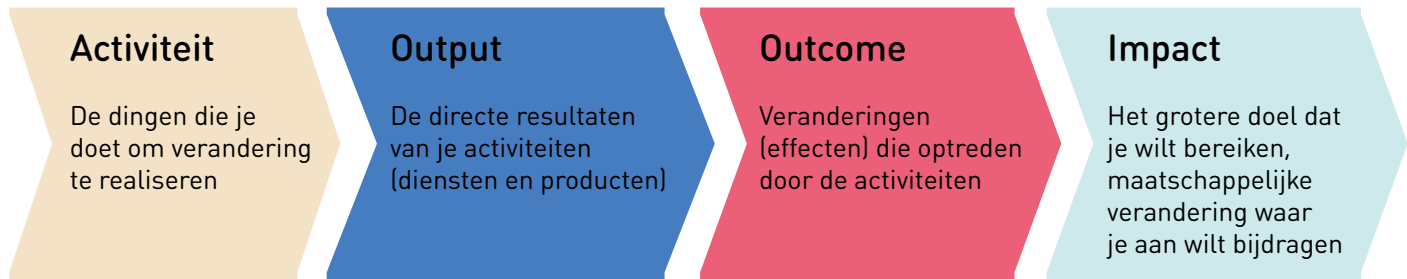 Activiteit
De dingen die je
doet om verandering
te realiseren
Output
De directe resultaten
van je activiteiten
(diensten en producten)
Outcome
Veranderingen
(effecten) die optreden
door de activiteiten
Impact
Het grotere doel dat
je wilt bereiken,
maatschappelijke
verandering waar
je aan wilt bijdragen